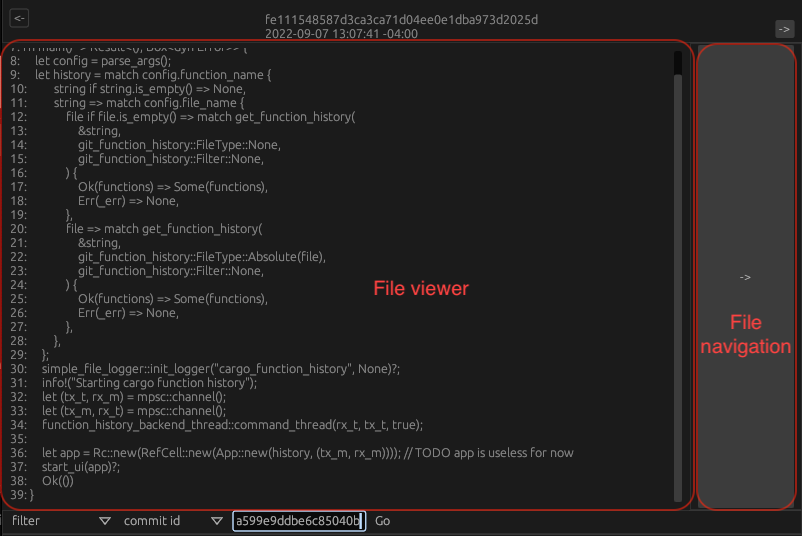 <-
fe111548587d3ca3ca71d04ee0e1dba973d2025d
2022-09-07 13:07:41 -04:00
->
7: fn main() -> Result<(), Box<dyn Error>> {
8: let config = parse_args();
9: let history = match config.function_name {
10: string if string.is_empty() => None,
11: string => match config.file_name {
12: file if file.is_empty() => match get_function_history(
13: &string,
14: git_function_history::FileType::None,
15: git_function_history::Filter::None,
16: ) {
17: Ok(functions) => Some(functions),
18: Err(_err) => None,
19: },
20: file => match get_function_history(
21: &string,
22: git_function_history::FileType::Absolute(file),
23: git_function_history::Filter::None,
24: ) {
25: Ok(functions) => Some(functions),
26: Err(_err) => None,
27: },
28: },
29: };
30: simple_file_logger::init_logger("cargo_function_history", None)?;
31: info!("Starting cargo function history");
32: let (tx_t, rx_m) = mpsc::channel();
33: let (tx_m, rx_t) = mpsc::channel();
34: function_history_backend_thread::command_thread(rx_t, tx_t, true);
35:
36: let app = Rc::new(RefCell::new(App::new(history, (tx_m, rx_m)))); // TODO app is useless for now
37: start_ui(app)?;
38: Ok(())
39: }
File viewer
->
File
navigation
filter commit id a599e9ddbe6c85040b Go